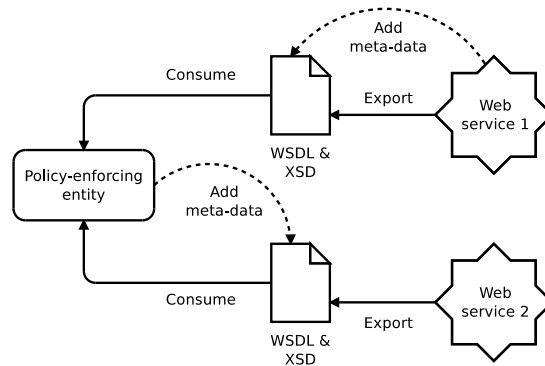 Add
meta-data
Consume
Export
Web
service 1
WSDL &
XSD
Policy-enforcing
entity
Add
meta-data
Consume
Export
Web
service 2
WSDL &
XSD